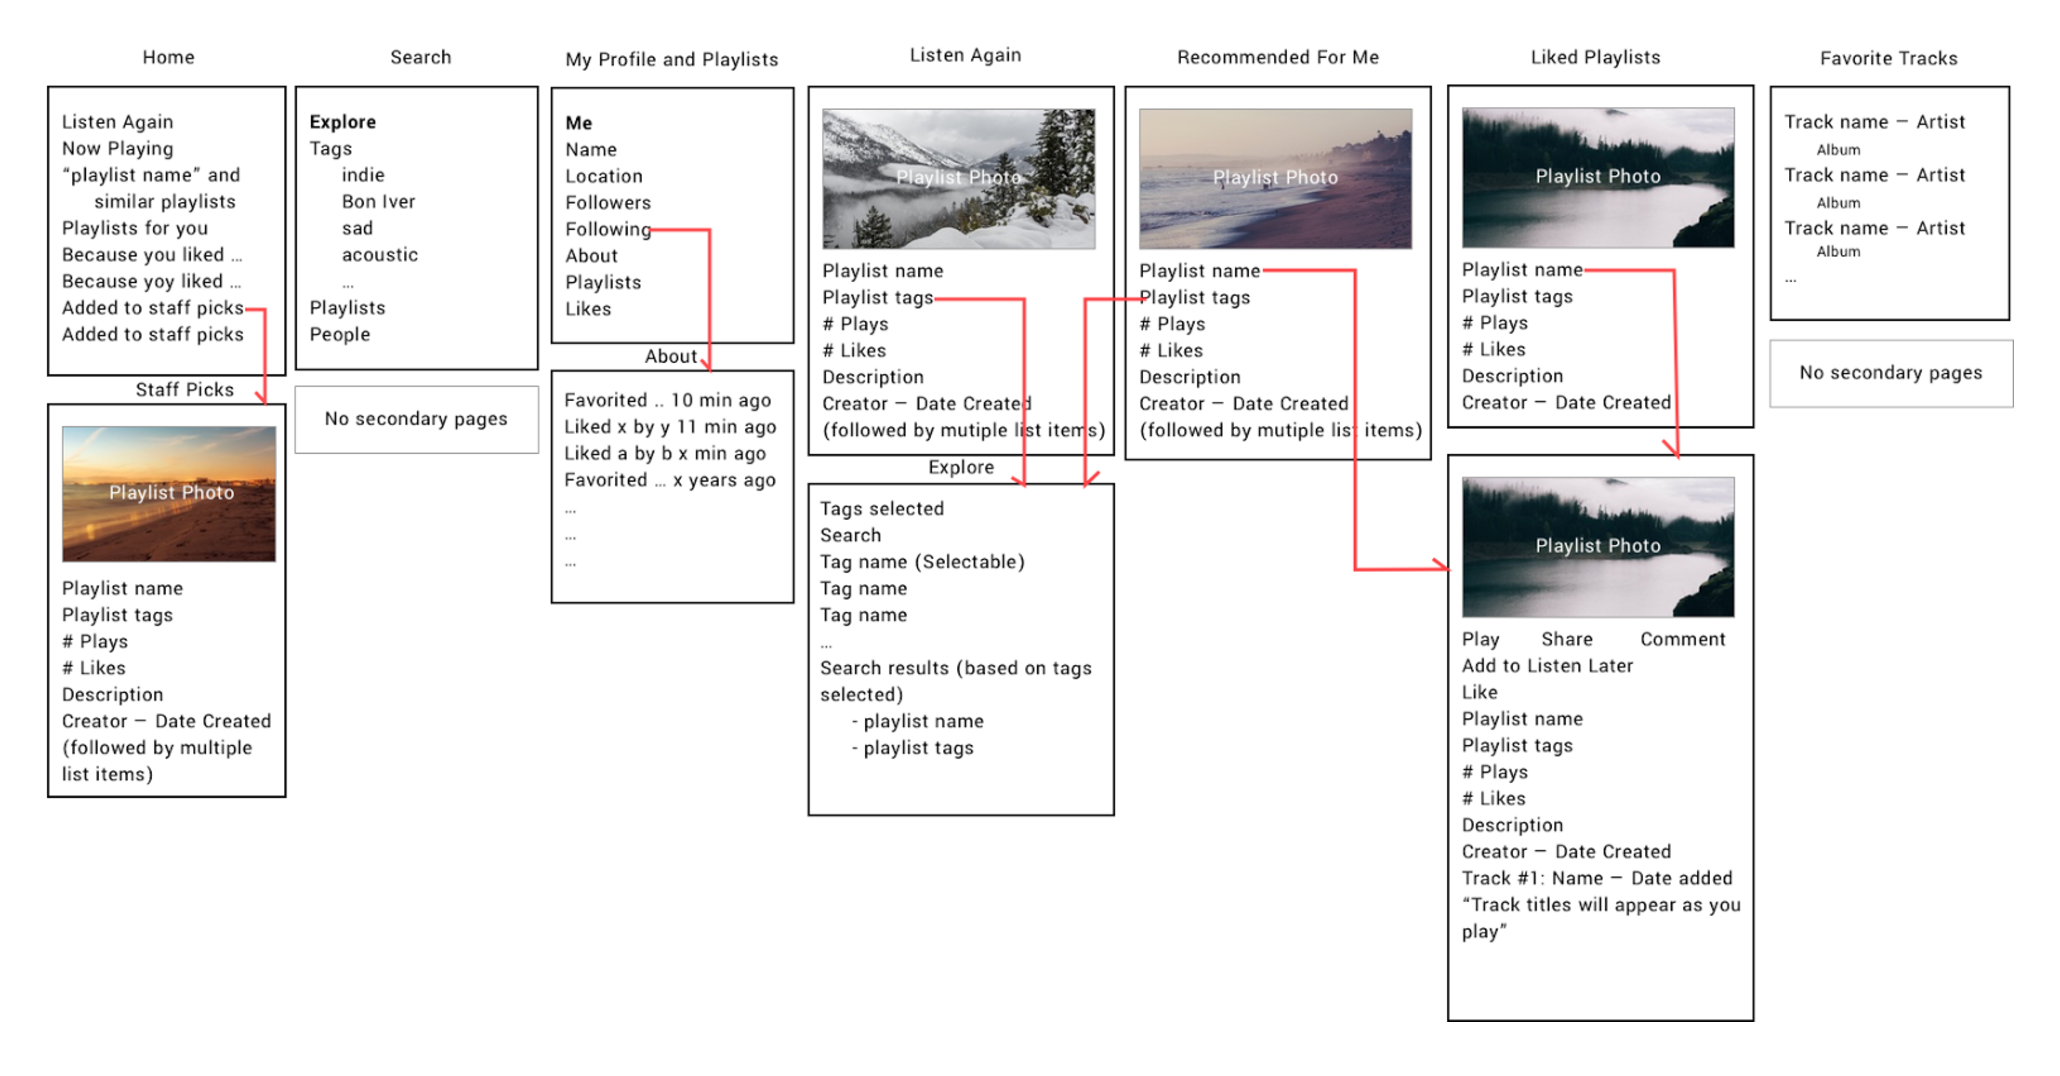 Home
Listen Again
Now Playing
“playlist name” and
similar playlists
Playlists for you
Because you liked ...
Because yoy liked ...
Added to staff picks
Added to staff picks
Staff Picks
Playlist Photo
Playlist name
Playlist tags
# Plays
# Likes
Description
Creator – Date Created
(followed by multiple
list items)
Search
Explore
Tags
indie
Bon Iver
sad
acoustic
...
Playlists
People
No secondary pages
My Profile and Playlists
Me
Name
Location
Followers
Following
About
Playlists
Likes
About
Favorited .. 10 min ago
Liked x by y 11 min ago
Liked a by b x min ago
Favorited ... x years ago
...
...
...
Listen Again
Playlist Photo
Playlist name
Playlist tags
# Plays
# Likes
Description
Creator – Date Created
(followed by mutiple list items)
Explore
Tags selected
Search
Tag name (Selectable)
Tag name
Tag name
...
Search results (based on tags
selected)
- playlist name
- playlist tags
Recommended For Me
Playlist Photo
Playlist name
Playlist tags
# Plays
# Likes
Description
Creator – Date Created
(followed by mutiple list items)
Liked Playlists
Playlist Photo
Playlist name
Playlist tags
# Plays
# Likes
Description
Creator – Date Created
Playlist Photo
Play Share Comment
Add to Listen Later
Like
Playlist name
Playlist tags
# Plays
# Likes
Description
Creator – Date Created
Track #1: Name – Date added
“Track titles will appear as you
play”
Favorite Tracks
Track name – Artist
Album
Track name – Artist
Album
Track name – Artist
Album
...
No secondary pages